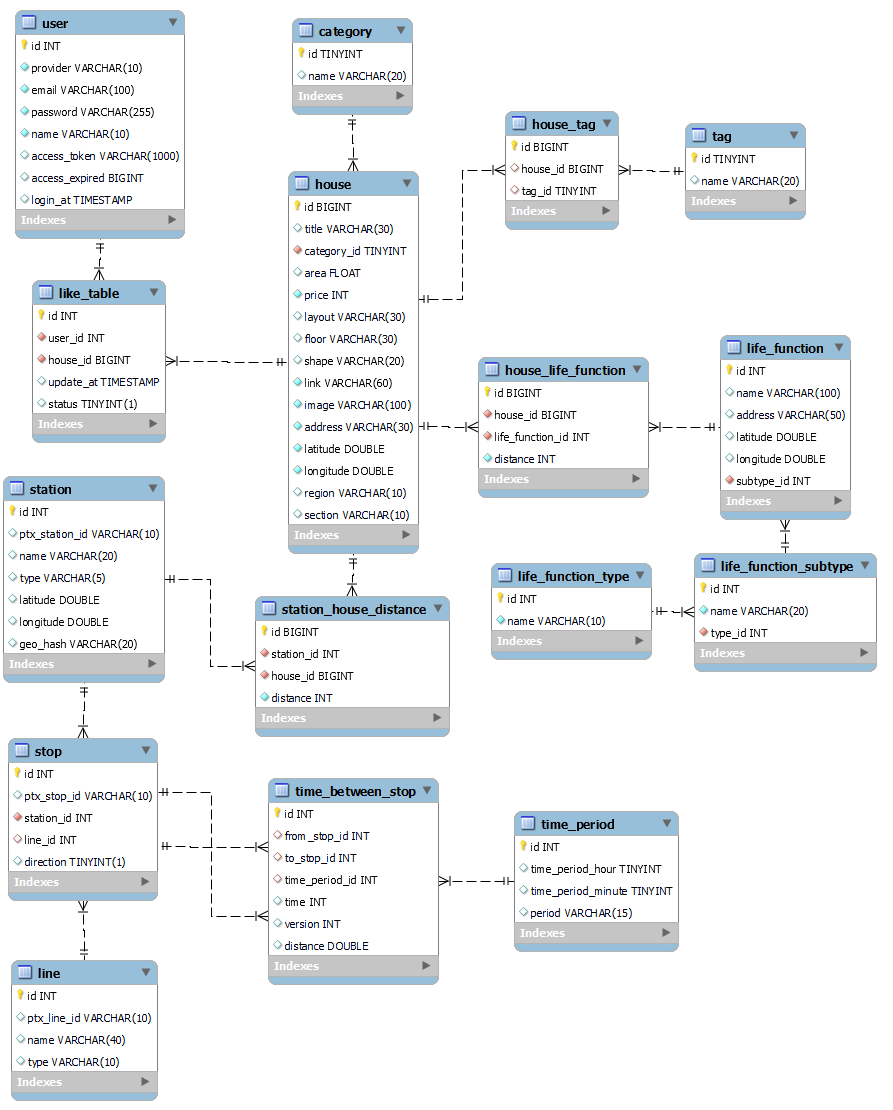 user
id INT
provider VARCHAR(10)
email VARCHAR(100)
password VARCHAR(255)
name VARCHAR(10)
access_token VARCHAR(1000)
access_expired BIGINT
login_at TIMESTAMP
Indexes
category
id TINYINT
name VARCHAR(20)
Indexes
house_tag
id BIGINT
house_id BIGINT
tag_id TINYINT
Indexes
tag
id TINYINT
name VARCHAR(20)
Indexes
like_table
id INT
user_id INT
house_id BIGINT
update_at TIMESTAMP
status TINYINT(1)
Indexes
house
id BIGINT
title VARCHAR(30)
category_id TINYINT
area FLOAT
price INT
layout VARCHAR(30)
floor VARCHAR(30)
shape VARCHAR(20)
link VARCHAR(60)
image VARCHAR(100)
address VARCHAR(30)
latitude DOUBLE
longitude DOUBLE
region VARCHAR(10)
section VARCHAR(10)
Indexes
house_life_function
id BIGINT
house_id BIGINT
life_function_id INT
distance INT
Indexes
life_function
id INT
name VARCHAR(100)
address VARCHAR(50)
latitude DOUBLE
longitude DOUBLE
subtype_id INT
Indexes
station
id INT
ptx_station_id VARCHAR(10)
name VARCHAR(20)
type VARCHAR(5)
latitude DOUBLE
longitude DOUBLE
geo_hash VARCHAR(20)
Indexes
station_house_distance
id BIGINT
station_id INT
house_id BIGINT
distance INT
Indexes
life_function_type
id INT
name VARCHAR(10)
Indexes
life_function_subtype
id INT
name VARCHAR(20)
type_id INT
Indexes
stop
id INT
ptx_stop_id VARCHAR(10)
station_id INT
line_id INT
direction TINYINT(1)
Indexes
time_between_stop
id INT
from_stop_id INT
to_stop_id INT
time_period_id INT
time INT
version INT
distance DOUBLE
Indexes
time_period
id INT
time_period_hour TINYINT
time_period_minute TINYINT
period VARCHAR(15)
Indexes
line
id INT
ptx_line_id VARCHAR(10)
name VARCHAR(40)
type VARCHAR(10)
Indexes